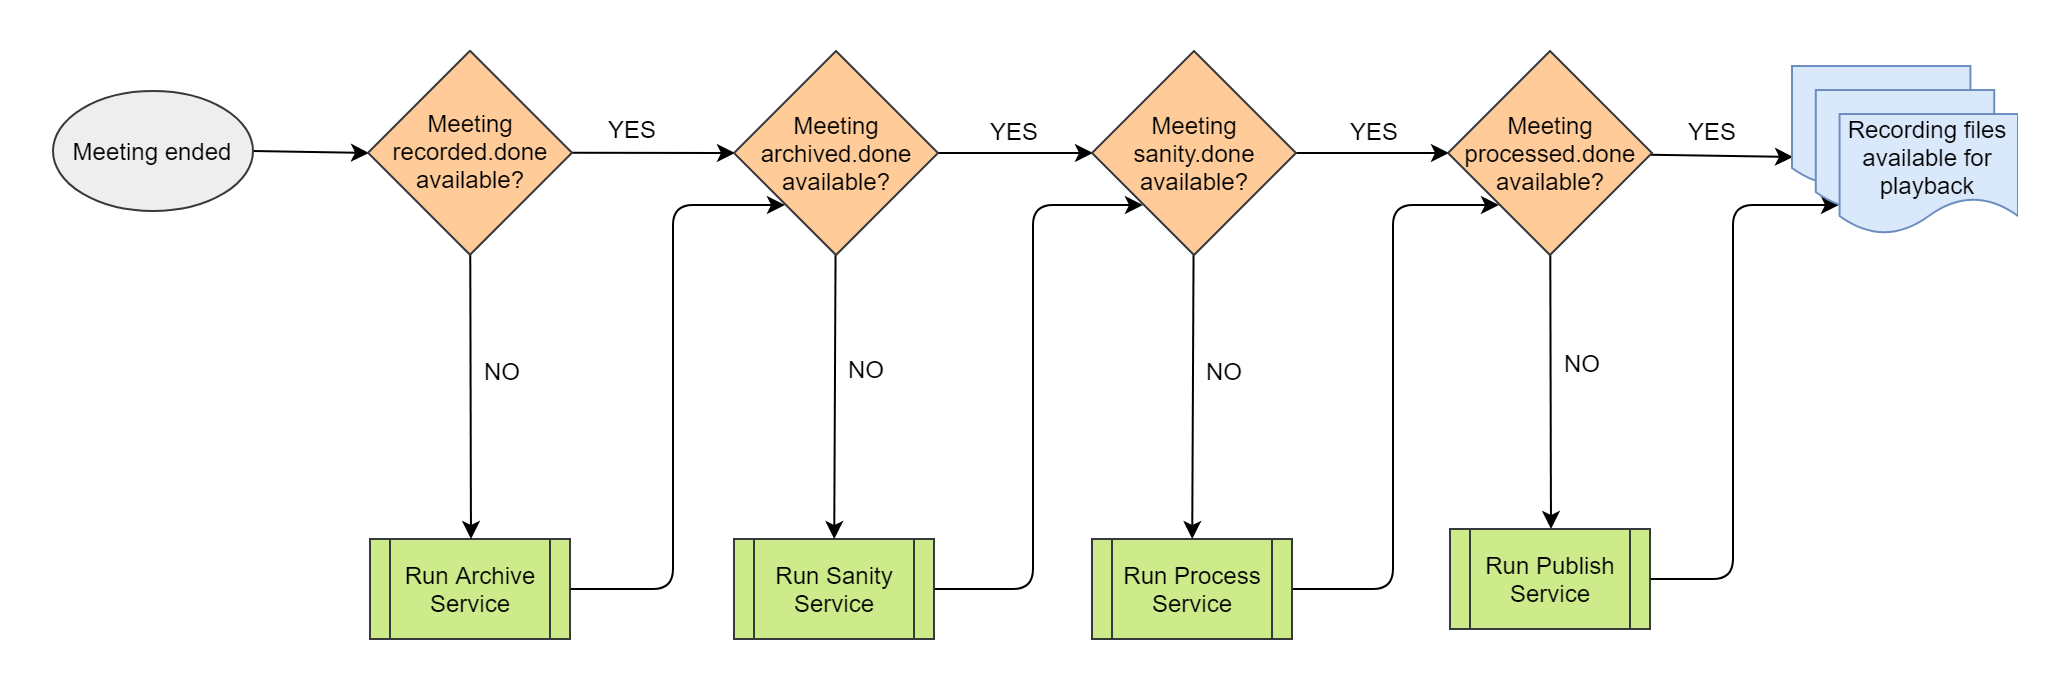 Meeting ended
Meeting
recorded.done
available?
YES
Meeting
archived.done
available?
YES
Meeting
sanity.done
available?
YES
Meeting
processed.done
available?
YES
Recording files
available for
playback
NO
NO
NO
NO
Run Archive
Service
Run Sanity
Service
Run Process
Service
Run Publish
Service